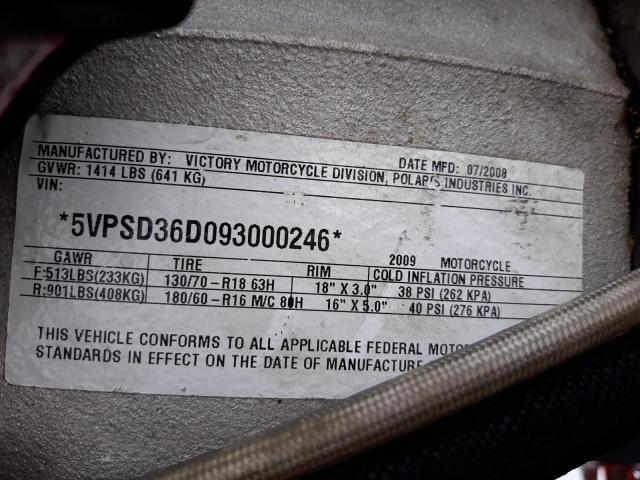 MANUFACTURED BY: VICTORY MOTORCYCLE DIVISION, POLARIS INDUSTRIES INC.
DATE MFD: 07/2008
GVWR: 1414 LBS (641 KG)
VIN:
*5VPSD36D093000246*
2009 MOTORCYCLE
GAWR TIRE RIM COLD INFLATION PRESSURE
F:513LBS(233KG) 130/70-R18 63H 18" X 3.0" 38 PSI (262 KPA)
R:901LBS(408KG) 180/60-R16 M/C 80H 16" X 5.0" 40 PSI (276 KPA)
THIS VEHICLE CONFORMS TO ALL APPLICABLE FEDERAL MOTO
STANDARDS IN EFFECT ON THE DATE OF MANUFACTURE